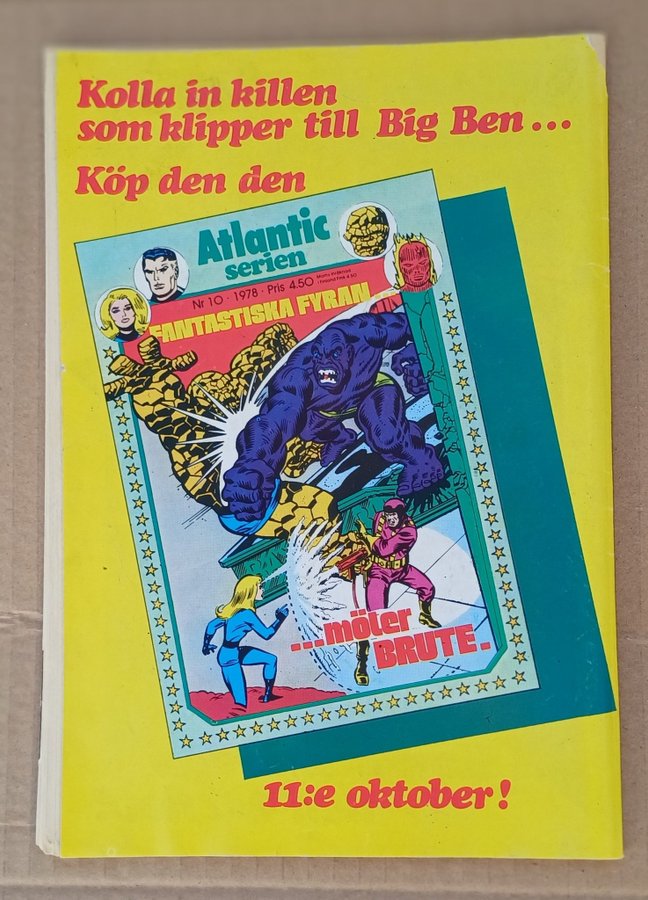 Kolla in killen
som klipper till Big Ben...
Köp den den
Atlantic
serien
Nr 10 · 1978 · Pris 4.50
FANTASTISKA FYRAN
...möter
BRUTE.
11:e oktober!